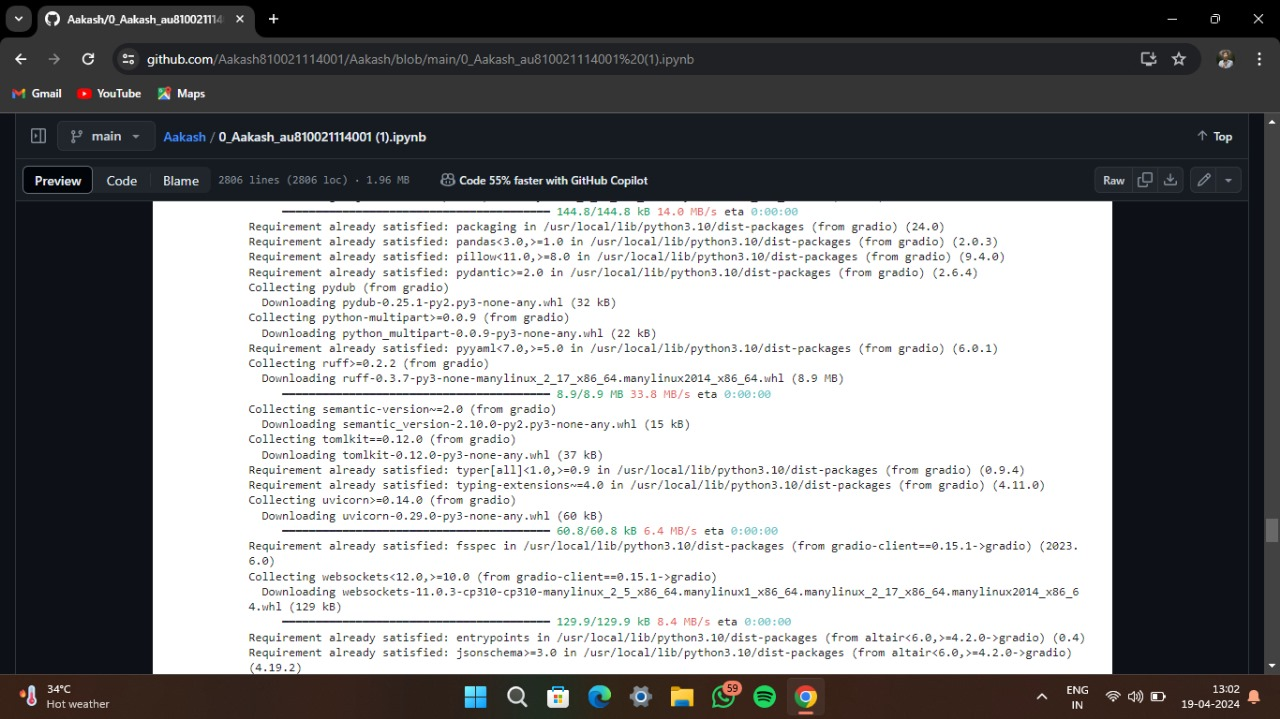 Aakash/0_Aakash_au8100211140
github.com/Aakash810021114001/Aakash/blob/main/0_Aakash_au810021114001%20(1).ipynb
Gmail YouTube Maps
main Aakash / 0_Aakash_au810021114001 (1).ipynb Top
Preview Code Blame 2806 lines (2806 loc) · 1.96 MB Code 55% faster with GitHub Copilot Raw
144.8/144.8 kB 14.0 MB/s eta 0:00:00
Requirement already satisfied: packaging in /usr/local/lib/python3.10/dist-packages (from gradio) (24.0)
Requirement already satisfied: pandas<3.0,>=1.0 in /usr/local/lib/python3.10/dist-packages (from gradio) (2.0.3)
Requirement already satisfied: pillow<11.0,>=8.0 in /usr/local/lib/python3.10/dist-packages (from gradio) (9.4.0)
Requirement already satisfied: pydantic>=2.0 in /usr/local/lib/python3.10/dist-packages (from gradio) (2.6.4)
Collecting pydub (from gradio)
Downloading pydub-0.25.1-py2.py3-none-any.whl (32 kB)
Collecting python-multipart>=0.0.9 (from gradio)
Downloading python_multipart-0.0.9-py3-none-any.whl (22 kB)
Requirement already satisfied: pyyaml<7.0,>=5.0 in /usr/local/lib/python3.10/dist-packages (from gradio) (6.0.1)
Collecting ruff>=0.2.2 (from gradio)
Downloading ruff-0.3.7-py3-none-manylinux_2_17_x86_64.manylinux2014_x86_64.whl (8.9 MB)
8.9/8.9 MB 33.8 MB/s eta 0:00:00
Collecting semantic-version~=2.0 (from gradio)
Downloading semantic_version-2.10.0-py2.py3-none-any.whl (15 kB)
Collecting tomlkit==0.12.0 (from gradio)
Downloading tomlkit-0.12.0-py3-none-any.whl (37 kB)
Requirement already satisfied: typer[all]<1.0,>=0.9 in /usr/local/lib/python3.10/dist-packages (from gradio) (0.9.4)
Requirement already satisfied: typing-extensions~=4.0 in /usr/local/lib/python3.10/dist-packages (from gradio) (4.11.0)
Collecting uvicorn>=0.14.0 (from gradio)
Downloading uvicorn-0.29.0-py3-none-any.whl (60 kB)
60.8/60.8 kB 6.4 MB/s eta 0:00:00
Requirement already satisfied: fsspec in /usr/local/lib/python3.10/dist-packages (from gradio-client==0.15.1->gradio) (2023.
6.0)
Collecting websockets<12.0,>=10.0 (from gradio-client==0.15.1->gradio)
Downloading websockets-11.0.3-cp310-cp310-manylinux_2_5_x86_64.manylinux1_x86_64.manylinux_2_17_x86_64.manylinux2014_x86_6
4.whl (129 kB)
129.9/129.9 kB 8.4 MB/s eta 0:00:00
Requirement already satisfied: entrypoints in /usr/local/lib/python3.10/dist-packages (from altair<6.0,>=4.2.0->gradio) (0.4)
Requirement already satisfied: jsonschema>=3.0 in /usr/local/lib/python3.10/dist-packages (from altair<6.0,>=4.2.0->gradio)
(4.19.2)
34°C
Hot weather
59
ENG
IN
13:02
19-04-2024